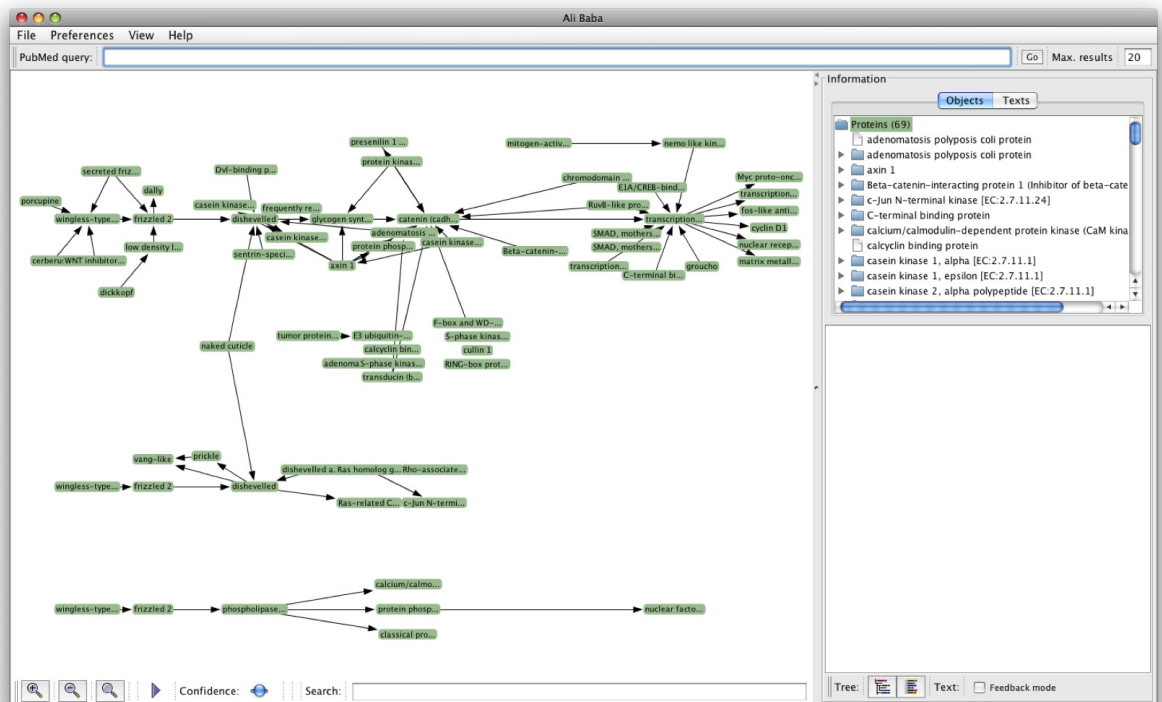 Ali Baba
File Preferences View Help
PubMed query:
Go Max. results 20
Information
Objects Texts
Proteins (69)
adenomatosis polyposis coli protein
adenomatosis polyposis coli protein
axin 1
Beta-catenin-interacting protein 1 (Inhibitor of beta-cate
c-Jun N-terminal kinase [EC:2.7.11.24]
C-terminal binding protein
calcium/calmodulin-dependent protein kinase (CaM kina
calcyclin binding protein
casein kinase 1, alpha [EC:2.7.11.1]
casein kinase 1, epsilon [EC:2.7.11.1]
casein kinase 2, alpha polypeptide [EC:2.7.11.1]
presenilin 1 ...
mitogen-activ...
nemo like kin...
protein kinas...
secreted friz...
Dvl-binding p...
chromodomain ...
Myc proto-onc...
dally
E1A/CREB-bind...
transcription...
porcupine
casein kinase...
frequently re...
RuvB-like pro...
fos-like anti...
wingless-type...
frizzled 2
dishevelled
glycogen synt...
catenin (cadh...
transcription...
cyclin D1
casein kinase...
adenomatosis ...
SMAD, mothers...
low density l...
protein phosp...
casein kinase...
SMAD, mothers...
nuclear recep...
sentrin-speci...
Beta-catenin-...
cerberu
WNT inhibitor...
axin 1
transcription...
groucho
matrix metall...
C-terminal bi...
dickkopf
F-box and WD-...
tumor protein...
E3 ubiquitin-...
S-phase kinas...
naked cuticle
calcyclin bin...
cullin 1
adenoma
S-phase kinas...
RING-box prot...
transducin (b...
vang-like
prickle
dishevelled a.
Ras homolog g...
Rho-associate...
wingless-type...
frizzled 2
dishevelled
Ras-related C...
c-Jun N-termi...
calcium/calmo...
wingless-type...
frizzled 2
phospholipase...
protein phosp...
nuclear facto...
classical pro...
Confidence:
Search:
Tree:
Text:
Feedback mode